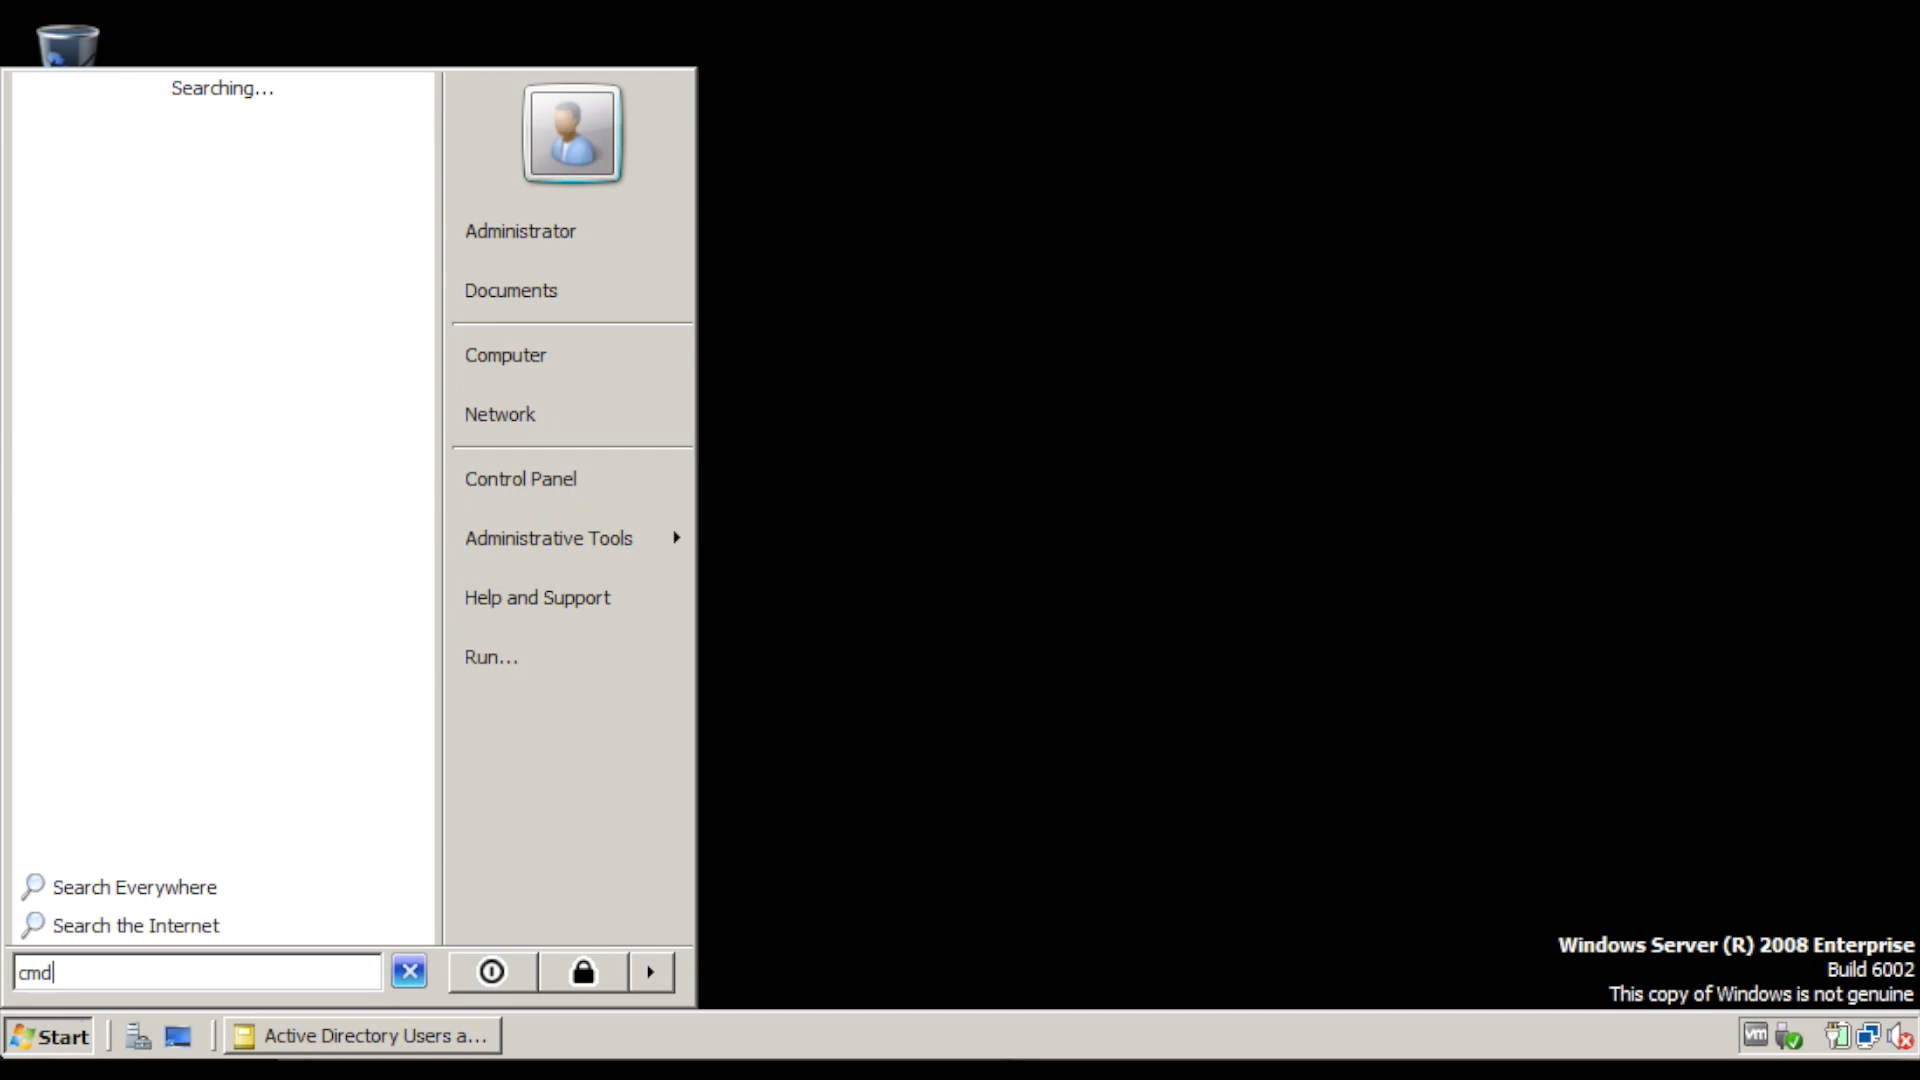 Searching...
Administrator
Documents
Computer
Network
Control Panel
Administrative Tools
Help and Support
Run...
Search Everywhere
Search the Internet
cmd
Windows Server (R) 2008 Enterprise
Build 6002
This copy of Windows is not genuine
Start
Active Directory Users a...
vm